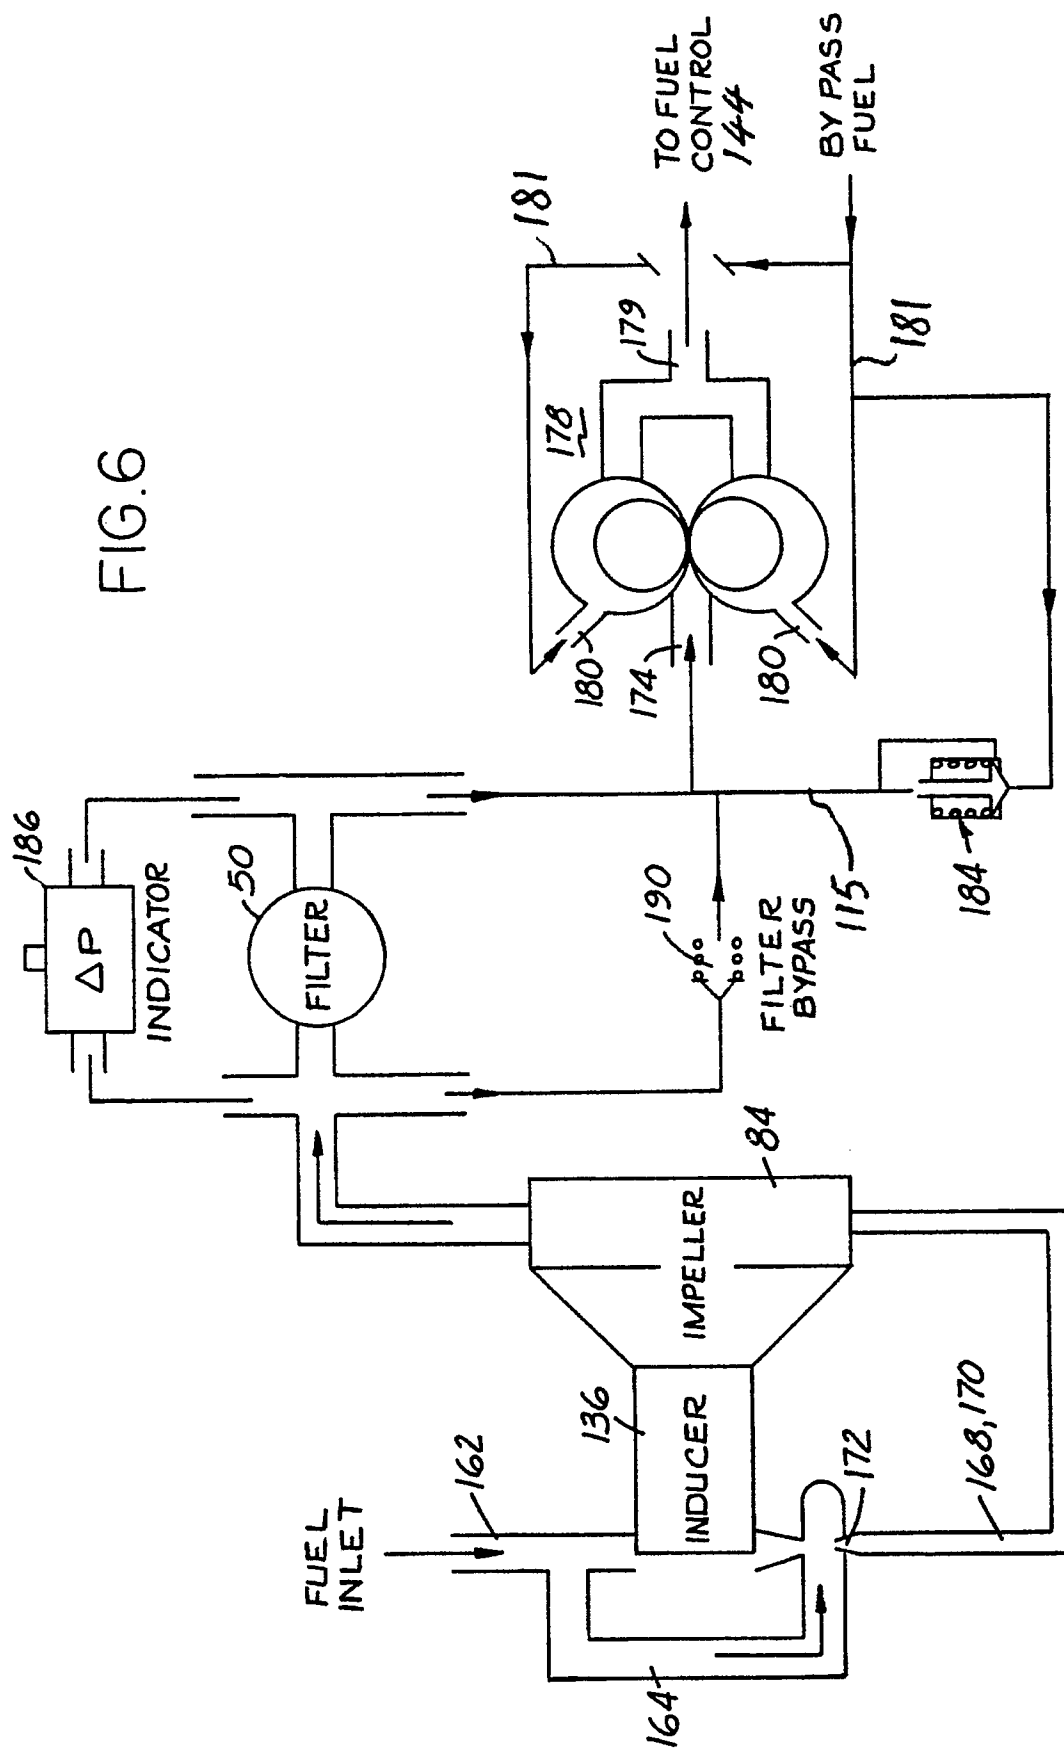 FIG.6
FUEL
INLET
162
164
136
INDUCER
172
168,170
IMPELLER
84
186
ΔP
INDICATOR
50
FILTER
190
FILTER
BYPASS
115
184
180
174
180
178
179
181
181
TO FUEL
CONTROL
144
BY PASS
FUEL